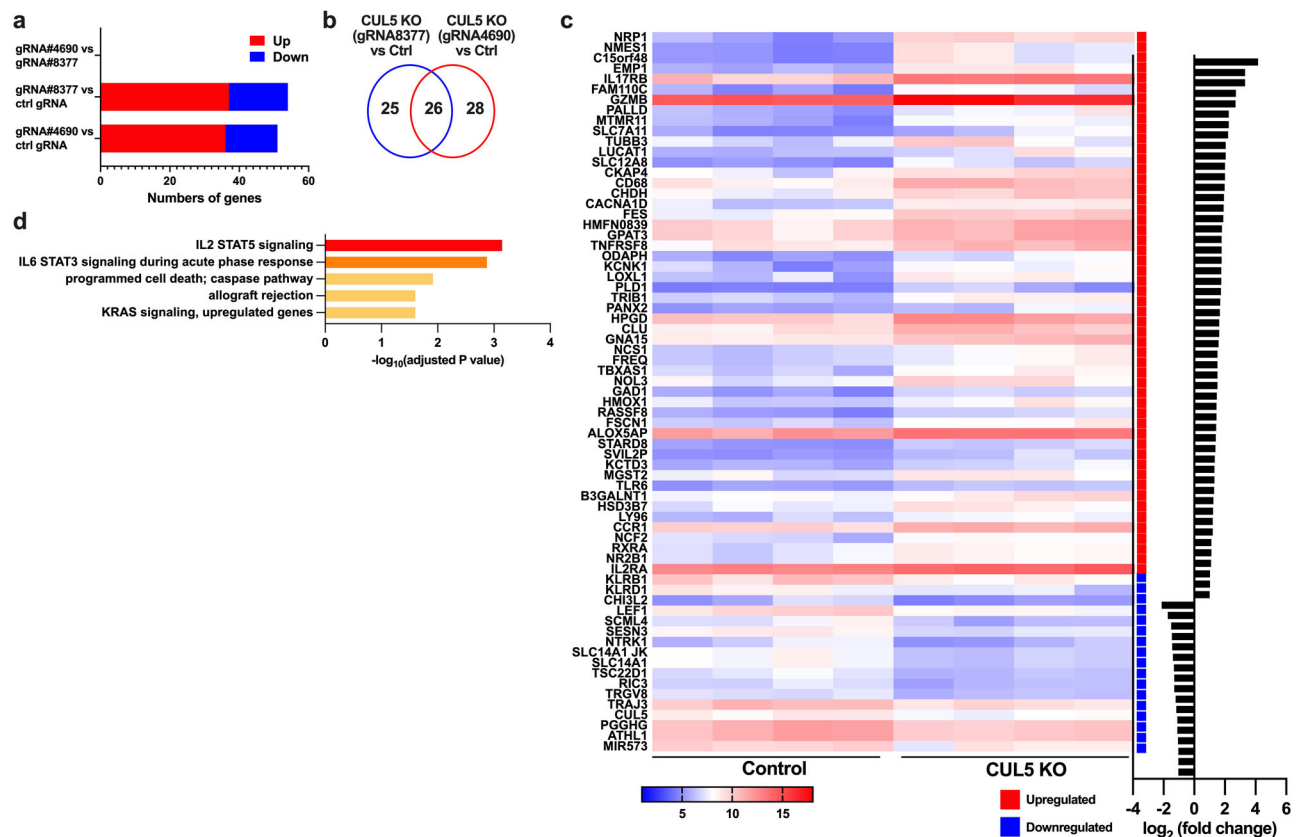 a
gRNA#4690 vs
gRNA#8377
gRNA#8377 vs
ctrl gRNA
gRNA#4690 vs
ctrl gRNA
Up
Down
0 20 40 60
Numbers of genes
b
CUL5 KO
(gRNA8377)
vs Ctrl
CUL5 KO
(gRNA4690)
vs Ctrl
25 26 28
d
IL2 STAT5 signaling
IL6 STAT3 signaling during acute phase response
programmed cell death; caspase pathway
allograft rejection
KRAS signaling, upregulated genes
0 1 2 3 4
-log10(adjusted P value)
c
NRP1
NMES1
C15orf48
EMP1
IL17RB
FAM110C
GZMB
PALLD
MTMR11
SLC7A11
TUBB3
LUCAT1
SLC12A8
CKAP4
CD68
CHDH
CACNA1D
FES
HMFN0839
GPAT3
TNFRSF8
ODAPH
KCNK1
LOXL1
PLD1
TRIB1
PANX2
HPGD
CLU
GNA15
NCS1
FREQ
TBXAS1
NOL3
GAD1
HMOX1
RASSF8
FSCN1
ALOX5AP
STARD8
SVIL2P
KCTD3
MGST2
TLR6
B3GALNT1
HSD3B7
LY96
CCR1
NCF2
RXRA
NR2B1
IL2RA
KLRB1
KLRD1
CHI3L2
LEF1
SCML4
SESN3
NTRK1
SLC14A1 JK
SLC14A1
TSC22D1
RIC3
TRGV8
TRAJ3
CUL5
PGGHG
ATHL1
MIR573
Control
CUL5 KO
5 10 15
Upregulated
Downregulated
-4 -2 0 2 4 6
log2 (fold change)